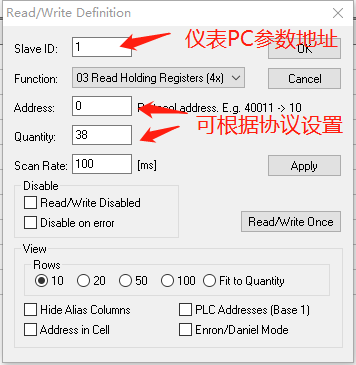 Read/Write Definition
Slave ID: 1 仪表PC参数地址 OK
Function: 03 Read Holding Registers (4x) Cancel
Address: 0 Protocol address. E.g. 40011 -> 10
Quantity: 38 可根据协议设置
Scan Rate: 100 [ms] Apply
Disable
Read/Write Disabled
Disable on error Read/Write Once
View
Rows
10 20 50 100 Fit to Quantity
Hide Alias Columns PLC Addresses (Base 1)
Address in Cell Enron/Daniel Mode